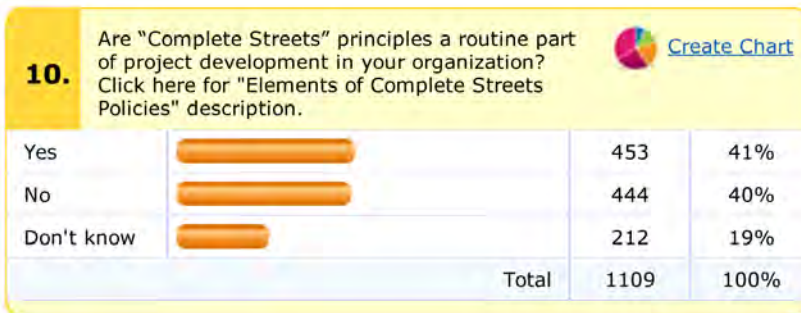 10.
Are “Complete Streets” principles a routine part
of project development in your organization?
Click here for "Elements of Complete Streets
Policies" description.
Create Chart
Yes 453 41%
No 444 40%
Don't know 212 19%
Total 1109 100%